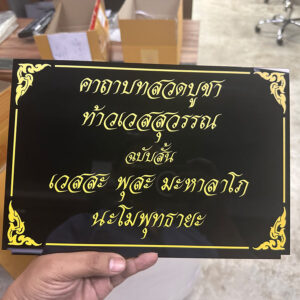 คาถาบทสวดบูชา
ท้าวเวสสุวรรณ
ฉบับสั้น
เวสสะ พุสะ มะหาลาโภ
นะโมพุทธายะ